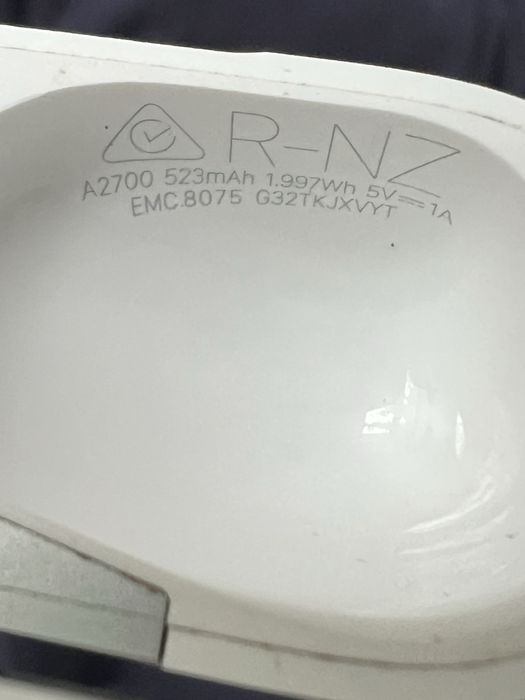 R-NZ
A2700 523mAh 1.997Wh 5V⎓1A
EMC.8075 G32TKJXVYT